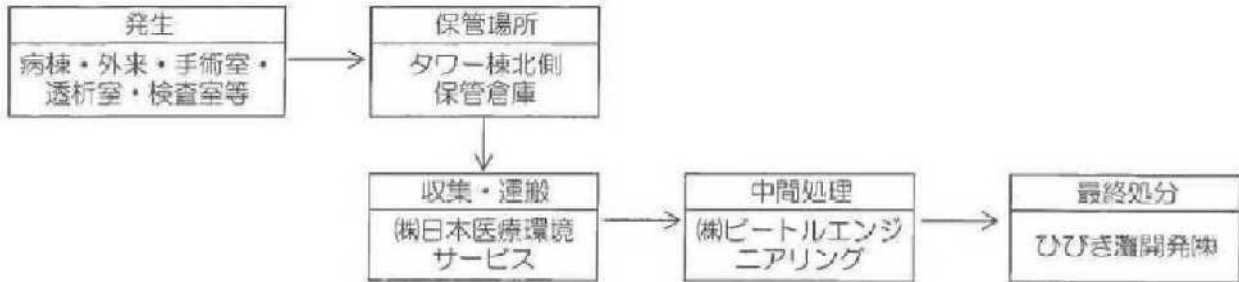 発生
病棟・外来・手術室・
透析室・検査室等
保管場所
タワー棟北側
保管倉庫
収集・運搬
㈱日本医療環境
サービス
中間処理
㈱ビートルエンジ
ニアリング
最終処分
ひびき灘開発㈱